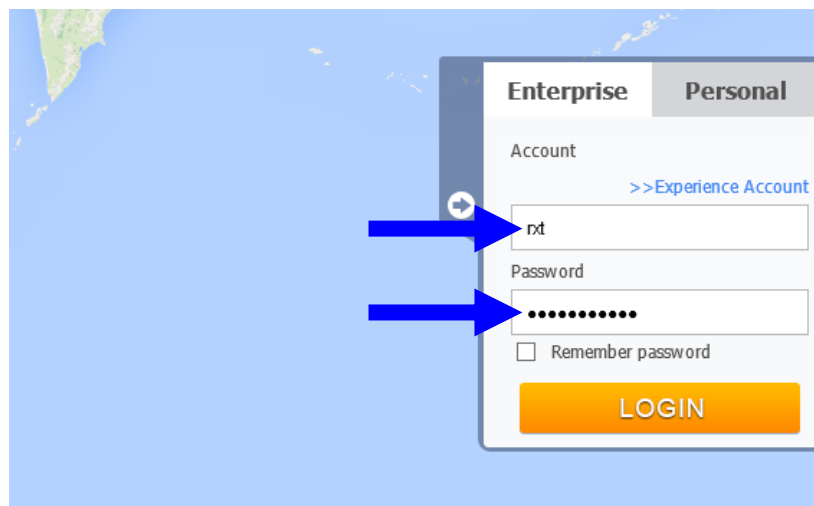 Enterprise Personal
Account
>>Experience Account
rxt
Password
•••••••••••
Remember password
LOGIN